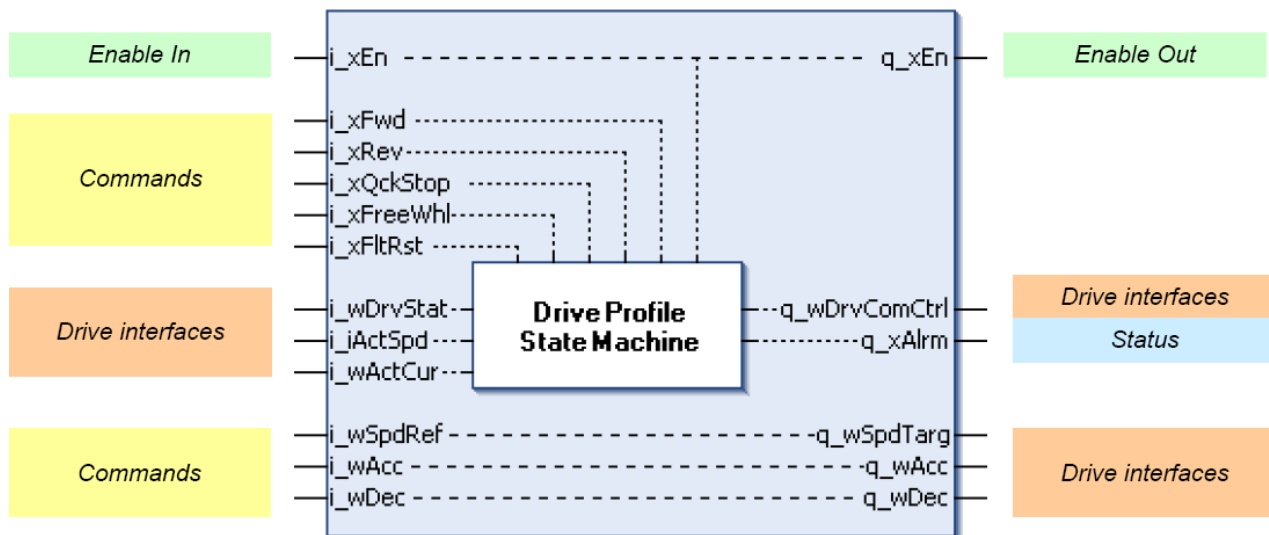 Enable In
i_xEn
q_xEn
Enable Out
Commands
i_xFwd
i_xRev
i_xQckStop
i_xFreeWhl
i_xFltRst
Drive interfaces
i_wDrvStat
i_iActSpd
i_wActCur
Drive Profile
State Machine
q_wDrvComCtrl
q_xAlrm
Drive interfaces
Status
Commands
i_wSpdRef
i_wAcc
i_wDec
q_wSpdTarg
q_wAcc
q_wDec
Drive interfaces